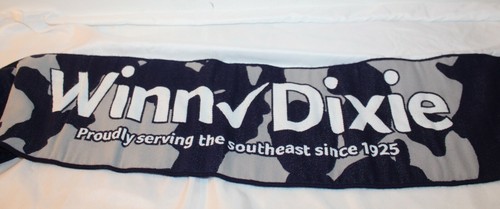 Winn✓Dixie
Proudly serving the southeast since 1925